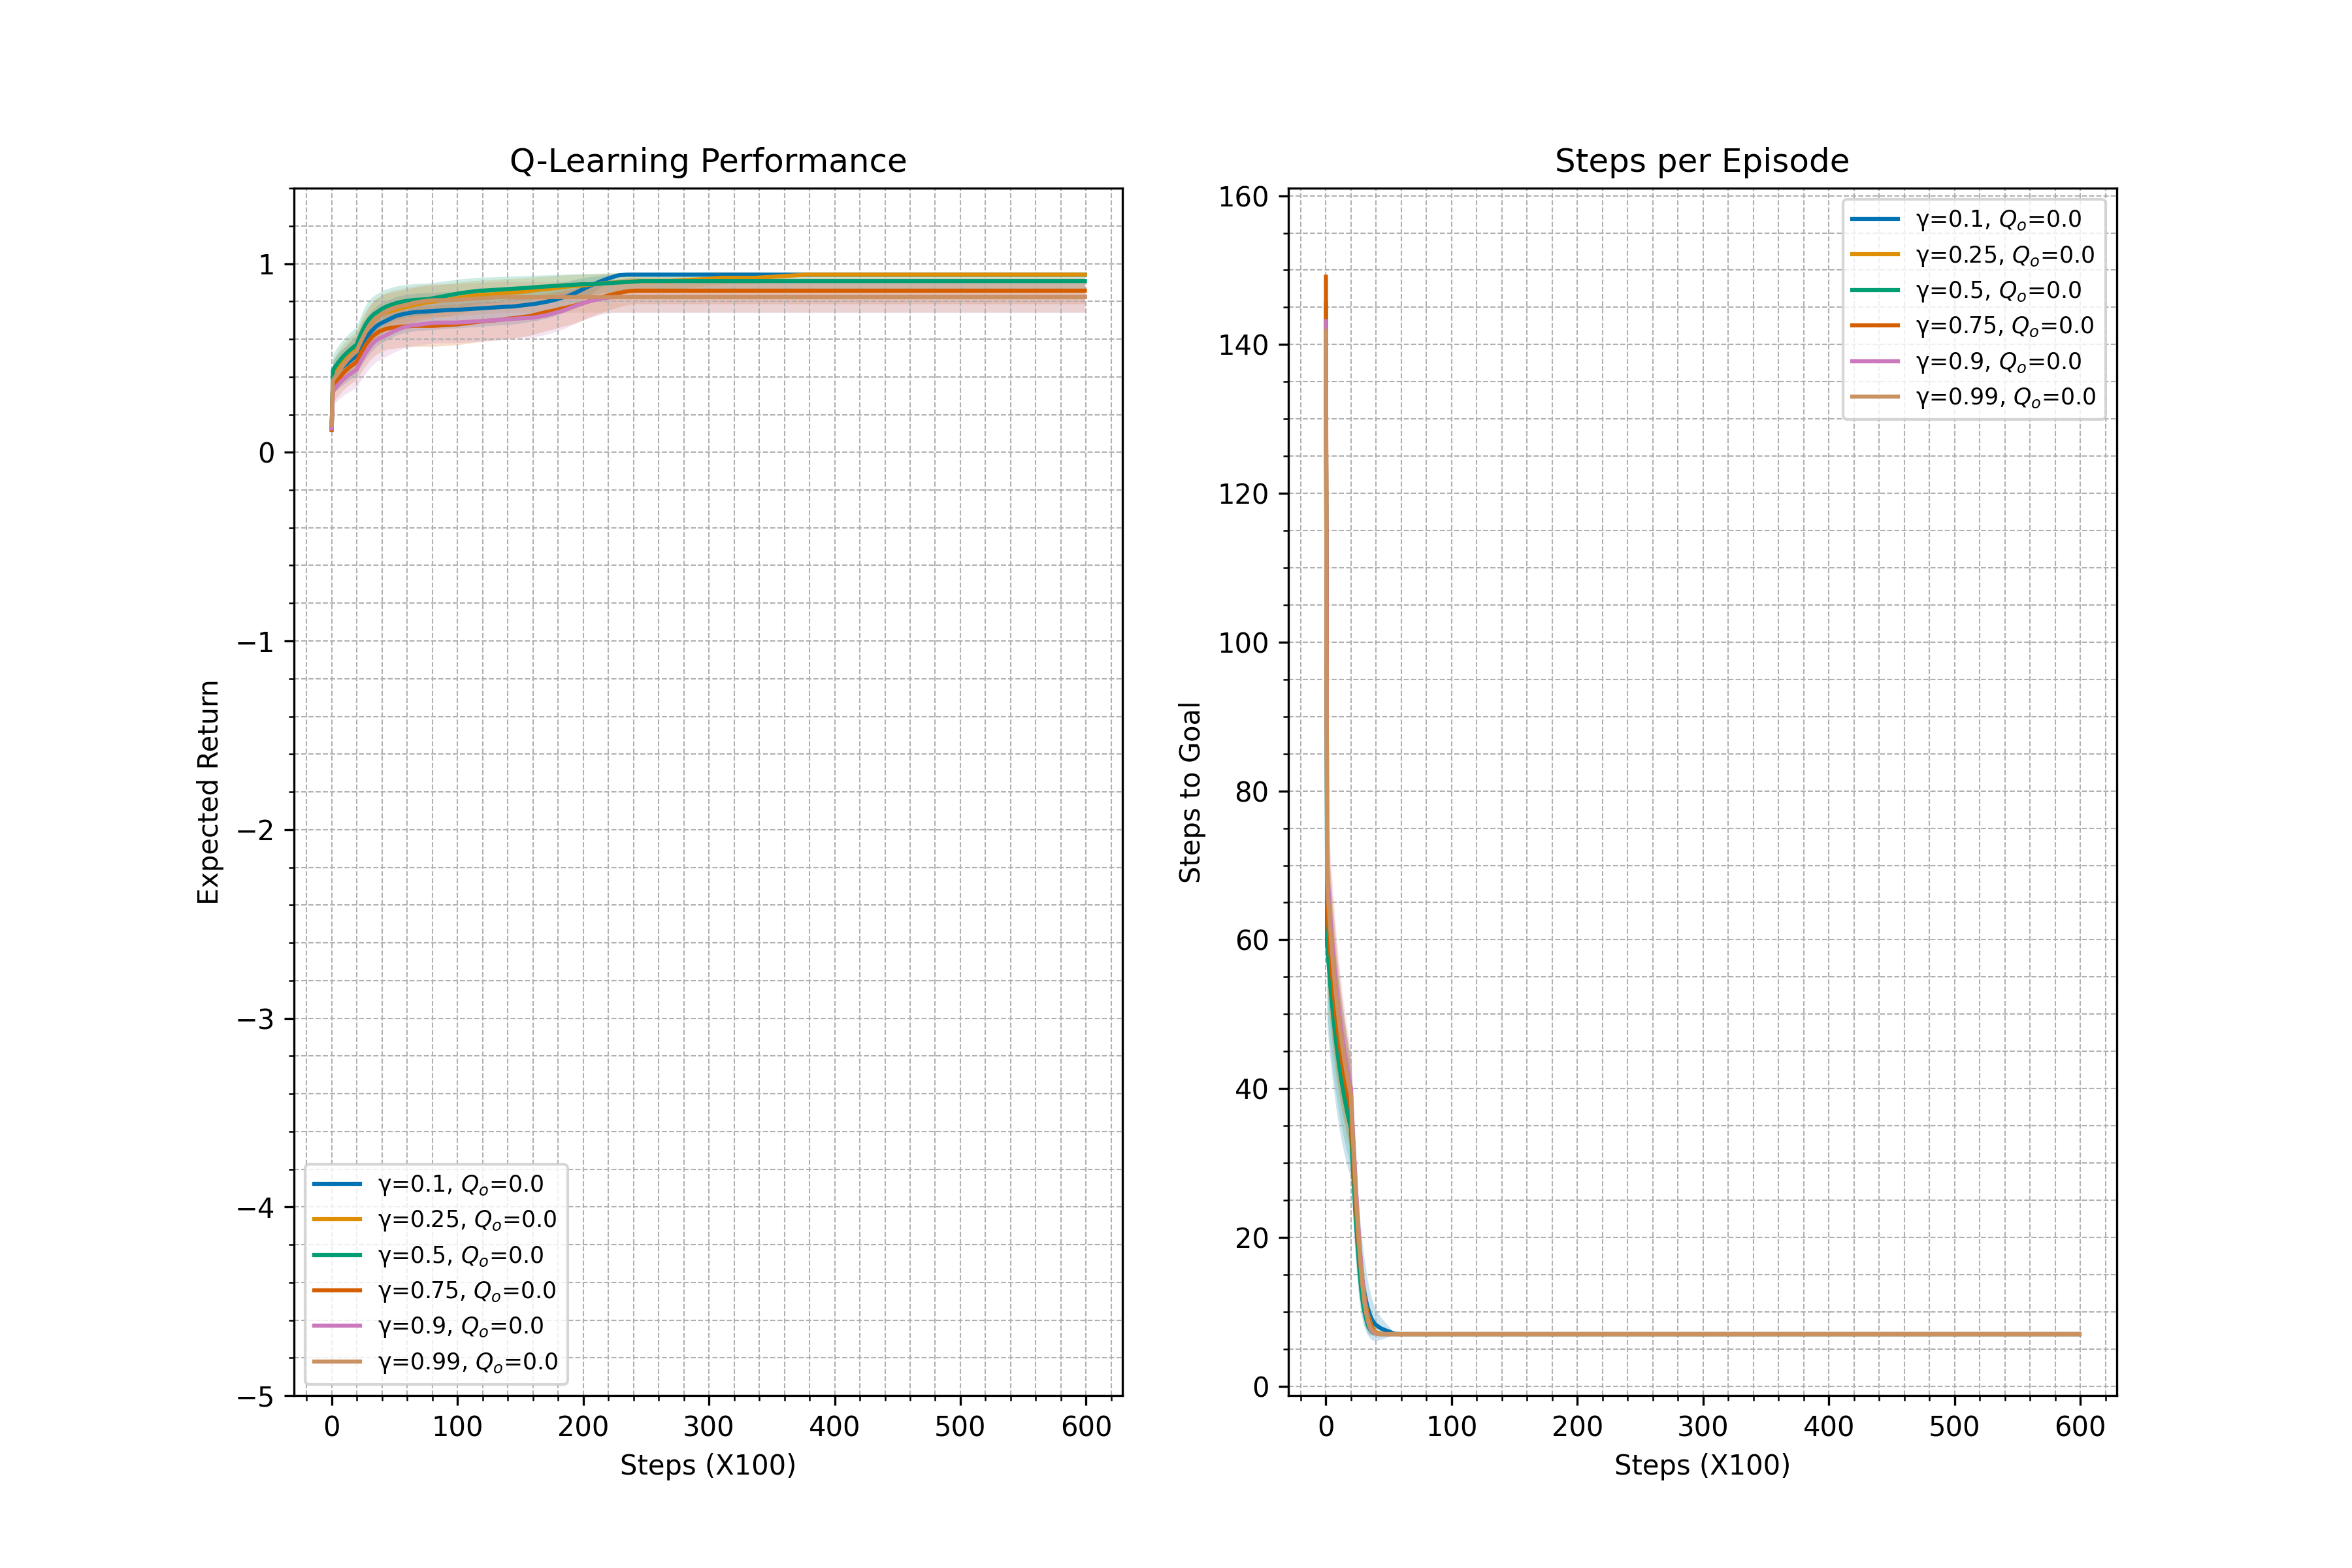 Q-Learning Performance
Expected Return
1
0
−1
−2
−3
−4
−5
γ=0.1, Qo=0.0
γ=0.25, Qo=0.0
γ=0.5, Qo=0.0
γ=0.75, Qo=0.0
γ=0.9, Qo=0.0
γ=0.99, Qo=0.0
0 100 200 300 400 500 600
Steps (X100)
Steps per Episode
Steps to Goal
160
140
120
100
80
60
40
20
0
γ=0.1, Qo=0.0
γ=0.25, Qo=0.0
γ=0.5, Qo=0.0
γ=0.75, Qo=0.0
γ=0.9, Qo=0.0
γ=0.99, Qo=0.0
0 100 200 300 400 500 600
Steps (X100)